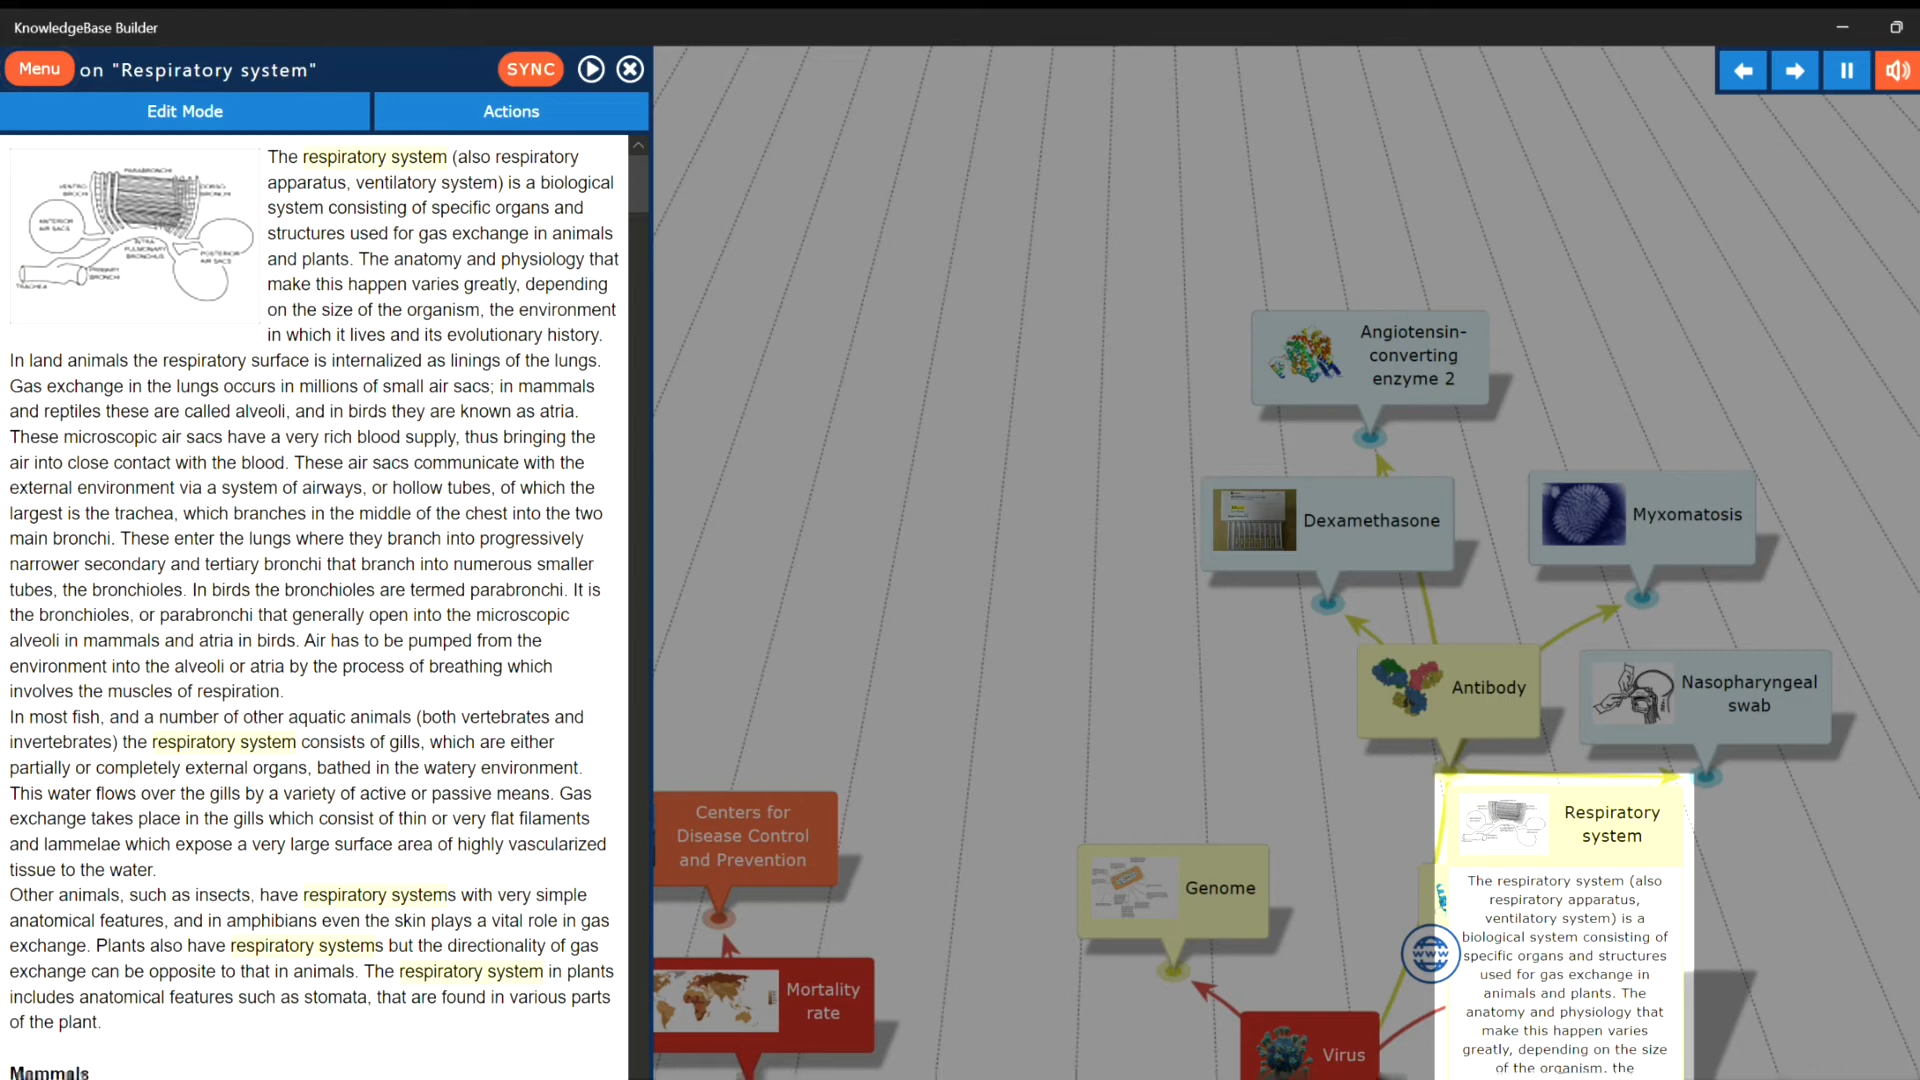 KnowledgeBase Builder
Menu
on "Respiratory system"
SYNC
Edit Mode
Actions
PARABRONCHI
VENTRO
BROCHI
DORSO
BRONCHI
ANTERIOR
AIR SACS
INTRA
PULMONARY
BRONCHUS
POSTERIOR
AIR SACS
PRIMARY
BRONCHI
TRACHEA
The respiratory system (also respiratory
apparatus, ventilatory system) is a biological
system consisting of specific organs and
structures used for gas exchange in animals
and plants. The anatomy and physiology that
make this happen varies greatly, depending
on the size of the organism, the environment
in which it lives and its evolutionary history.
In land animals the respiratory surface is internalized as linings of the lungs.
Gas exchange in the lungs occurs in millions of small air sacs; in mammals
and reptiles these are called alveoli, and in birds they are known as atria.
These microscopic air sacs have a very rich blood supply, thus bringing the
air into close contact with the blood. These air sacs communicate with the
external environment via a system of airways, or hollow tubes, of which the
largest is the trachea, which branches in the middle of the chest into the two
main bronchi. These enter the lungs where they branch into progressively
narrower secondary and tertiary bronchi that branch into numerous smaller
tubes, the bronchioles. In birds the bronchioles are termed parabronchi. It is
the bronchioles, or parabronchi that generally open into the microscopic
alveoli in mammals and atria in birds. Air has to be pumped from the
environment into the alveoli or atria by the process of breathing which
involves the muscles of respiration.
In most fish, and a number of other aquatic animals (both vertebrates and
invertebrates) the respiratory system consists of gills, which are either
partially or completely external organs, bathed in the watery environment.
This water flows over the gills by a variety of active or passive means. Gas
exchange takes place in the gills which consist of thin or very flat filaments
and lammelae which expose a very large surface area of highly vascularized
tissue to the water.
Other animals, such as insects, have respiratory systems with very simple
anatomical features, and in amphibians even the skin plays a vital role in gas
exchange. Plants also have respiratory systems but the directionality of gas
exchange can be opposite to that in animals. The respiratory system in plants
includes anatomical features such as stomata, that are found in various parts
of the plant.
Mammals
Angiotensin-
converting
enzyme 2
Dexamethasone
Myxomatosis
Antibody
Nasopharyngeal
swab
Centers for
Disease Control
and Prevention
Genome
Mortality
rate
Virus
WWW
Respiratory
system
The respiratory system (also
respiratory apparatus,
ventilatory system) is a
biological system consisting of
specific organs and structures
used for gas exchange in
animals and plants. The
anatomy and physiology that
make this happen varies
greatly, depending on the size
of the organism, the